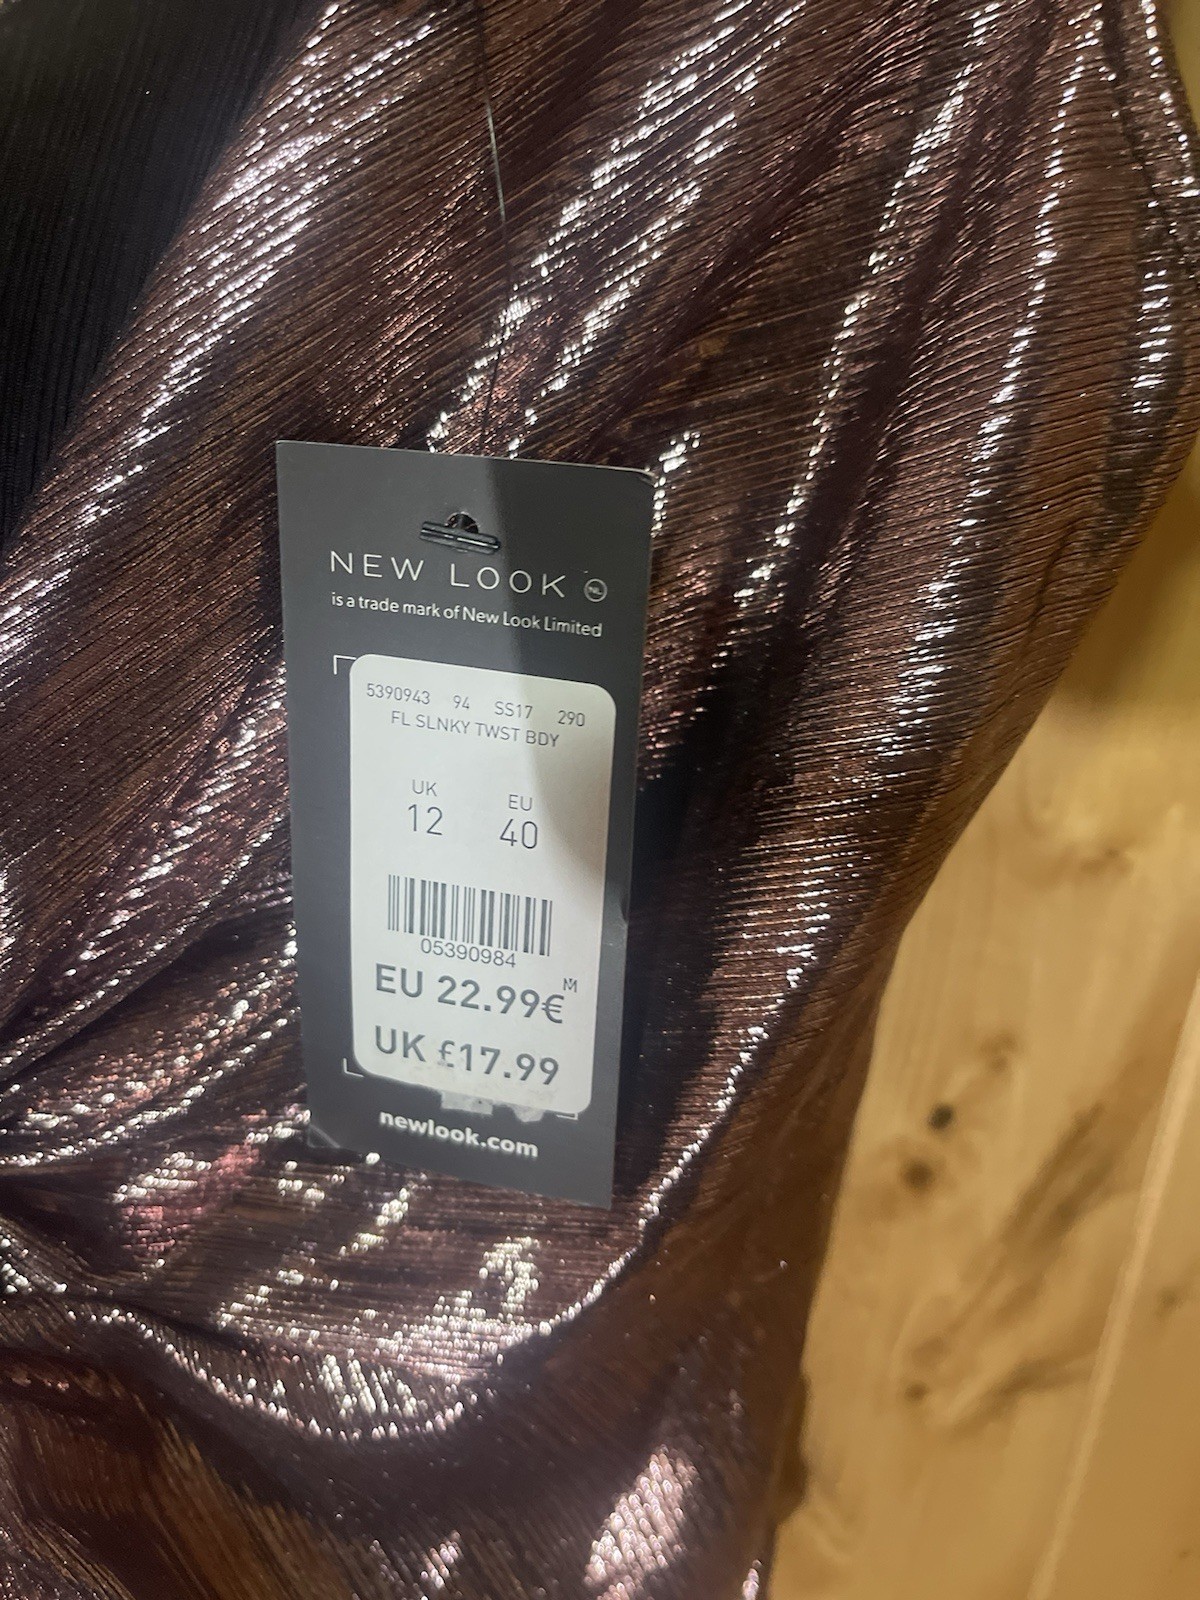 NEW LOOK NL
is a trade mark of New Look Limited
5390943 94 SS17 290
FL SLNKY TWST BDY
UK EU
12 40
05390984
M
EU 22.99€
UK £17.99
newlook.com